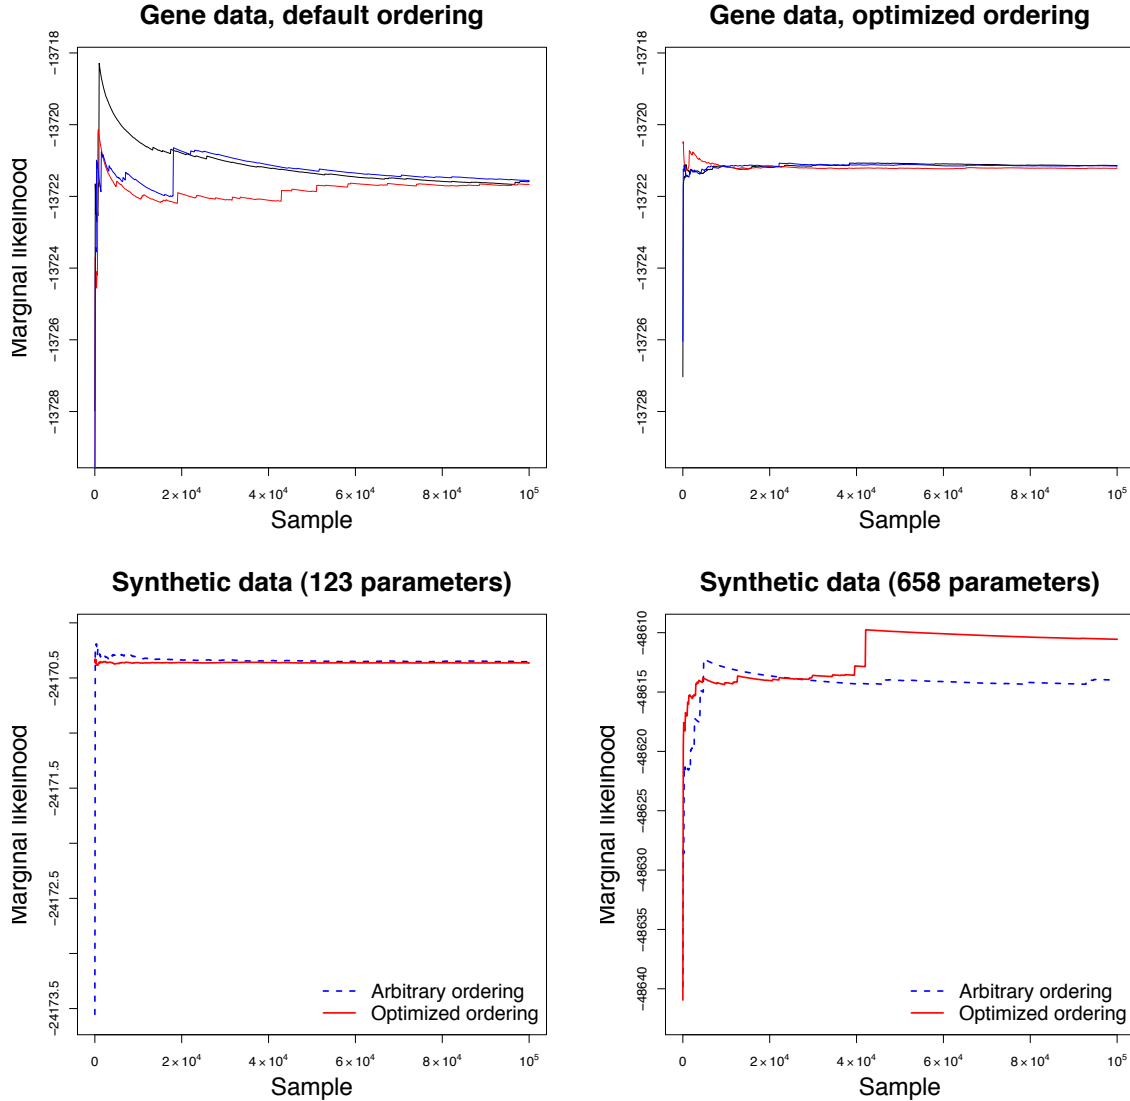 Gene data, default ordering
Marginal likelihood
−13718
−13720
−13722
−13724
−13726
−13728
0
2 × 10⁴
4 × 10⁴
6 × 10⁴
8 × 10⁴
10⁵
Sample
Gene data, optimized ordering
Marginal likelihood
−13718
−13720
−13722
−13724
−13726
−13728
0
2 × 10⁴
4 × 10⁴
6 × 10⁴
8 × 10⁴
10⁵
Sample
Synthetic data (123 parameters)
Marginal likelihood
−24170.5
−24171.5
−24172.5
−24173.5
Arbitrary ordering
Optimized ordering
0
2 × 10⁴
4 × 10⁴
6 × 10⁴
8 × 10⁴
10⁵
Sample
Synthetic data (658 parameters)
Marginal likelihood
−48610
−48615
−48620
−48625
−48630
−48635
−48640
Arbitrary ordering
Optimized ordering
0
2 × 10⁴
4 × 10⁴
6 × 10⁴
8 × 10⁴
10⁵
Sample